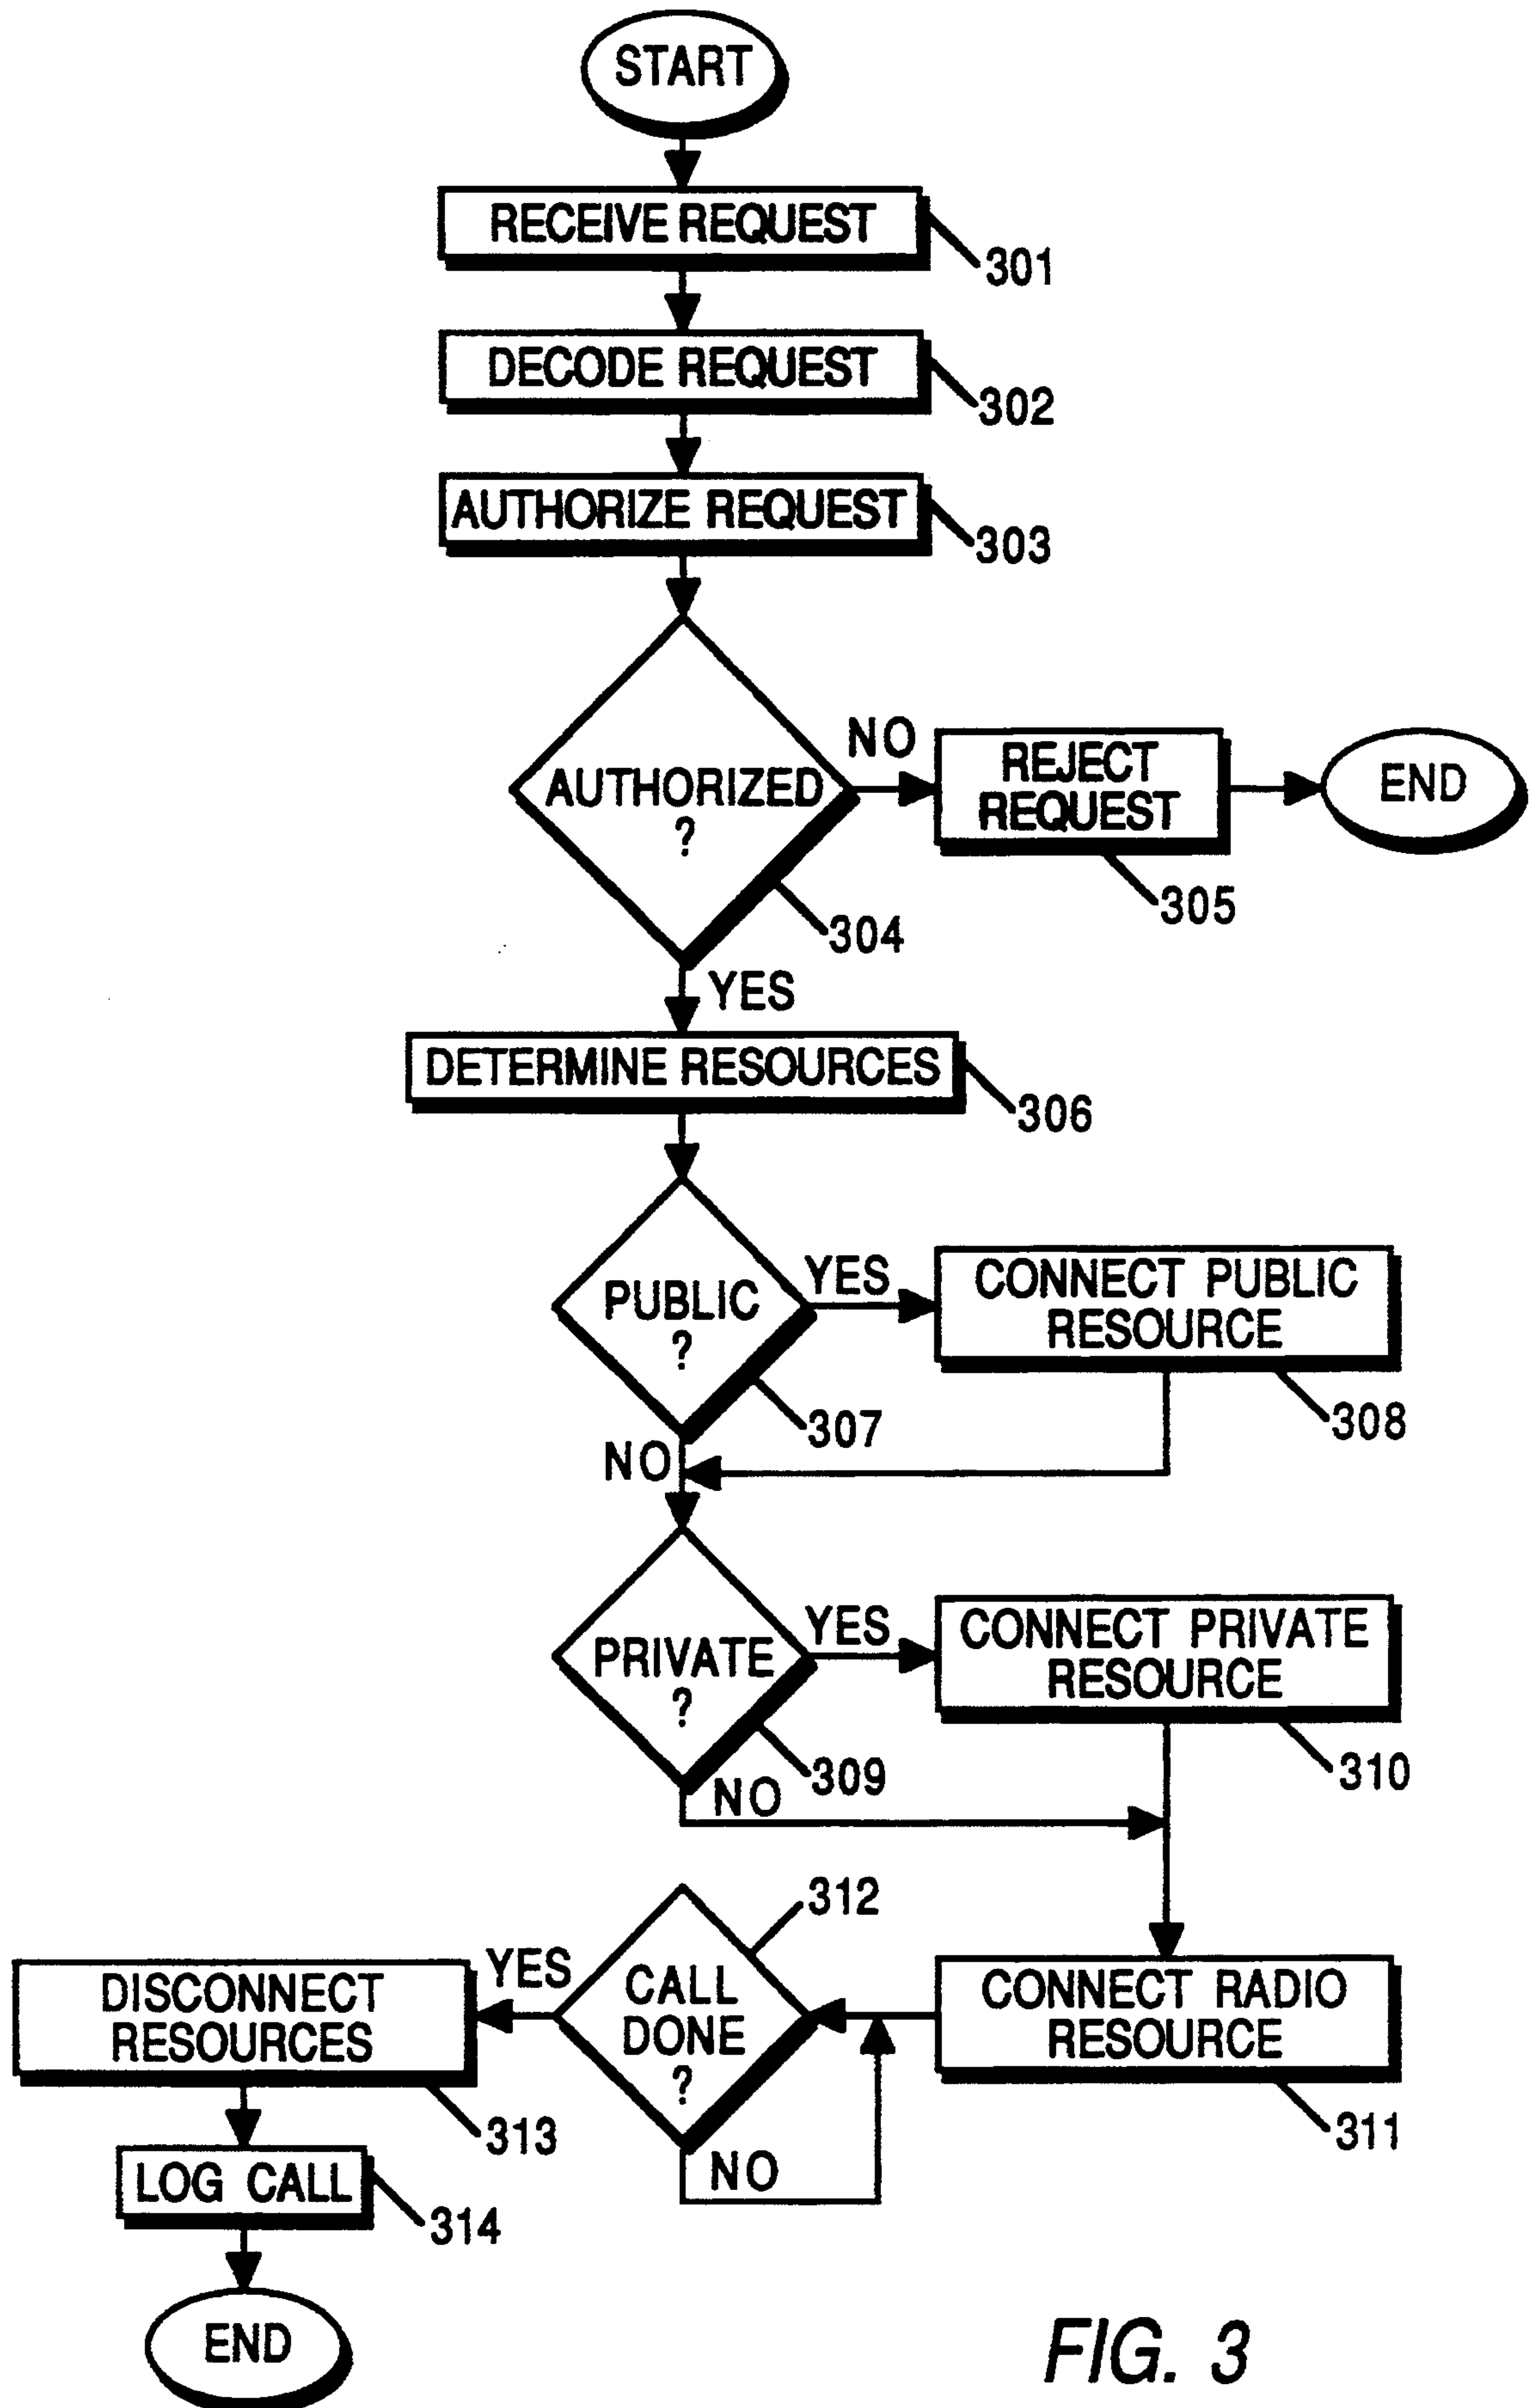 START
RECEIVE REQUEST
301
DECODE REQUEST
302
AUTHORIZE REQUEST
303
AUTHORIZED
?
304
NO
REJECT
REQUEST
305
END
YES
DETERMINE RESOURCES
306
PUBLIC
?
307
YES
CONNECT PUBLIC
RESOURCE
308
NO
PRIVATE
?
309
YES
CONNECT PRIVATE
RESOURCE
310
NO
CONNECT RADIO
RESOURCE
311
312
CALL
DONE
?
NO
YES
DISCONNECT
RESOURCES
313
LOG CALL
314
END
FIG. 3